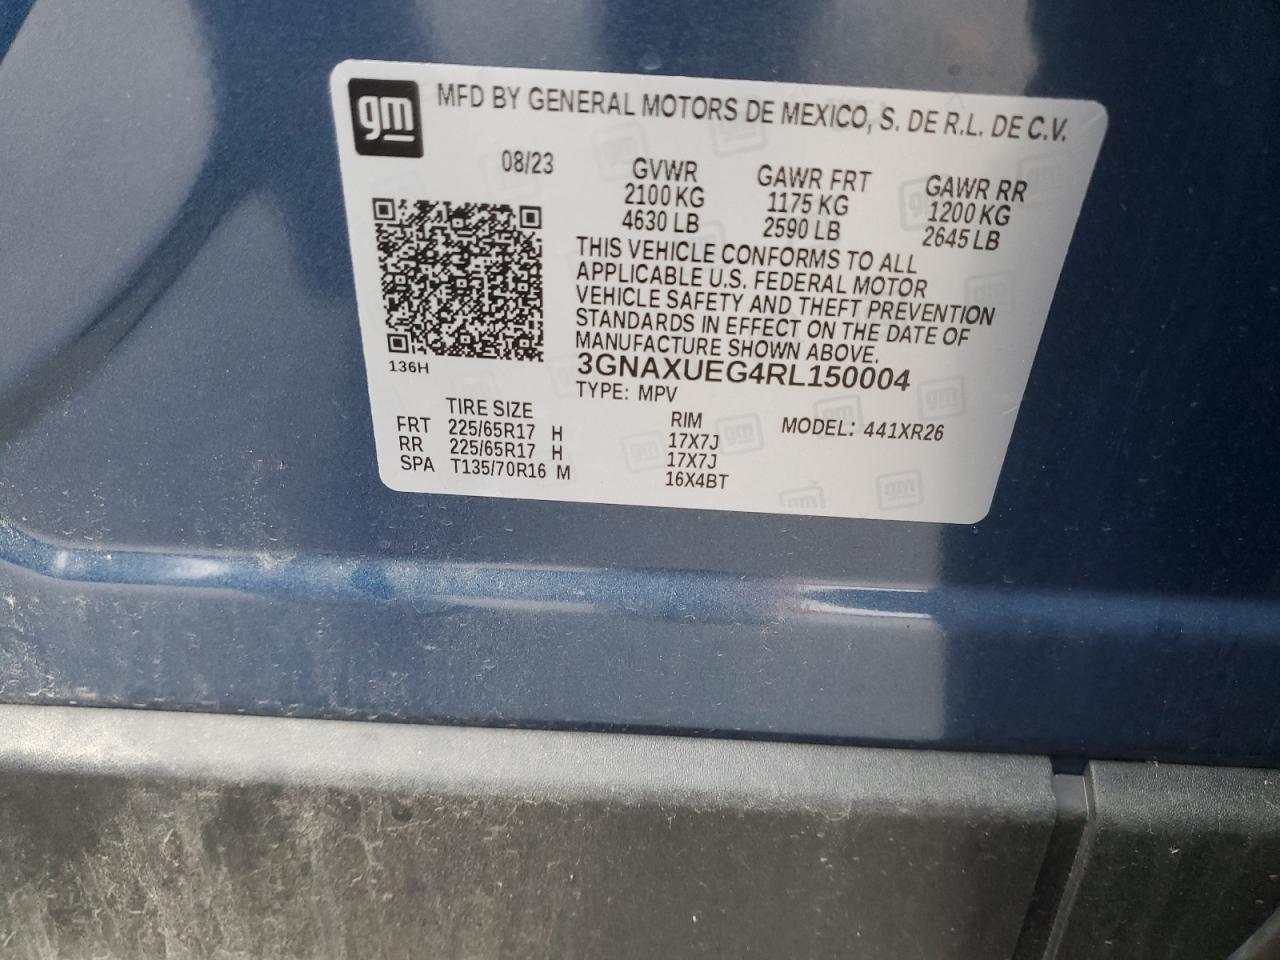 gm
MFD BY GENERAL MOTORS DE MEXICO, S. DE R.L. DE C.V.
08/23 GVWR GAWR FRT GAWR RR
2100 KG 1175 KG 1200 KG
4630 LB 2590 LB 2645 LB
THIS VEHICLE CONFORMS TO ALL
APPLICABLE U.S. FEDERAL MOTOR
VEHICLE SAFETY AND THEFT PREVENTION
STANDARDS IN EFFECT ON THE DATE OF
MANUFACTURE SHOWN ABOVE.
136H
3GNAXUEG4RL150004
TYPE: MPV
TIRE SIZE RIM MODEL: 441XR26
FRT 225/65R17 H 17X7J
RR 225/65R17 H 17X7J
SPA T135/70R16 M 16X4BT